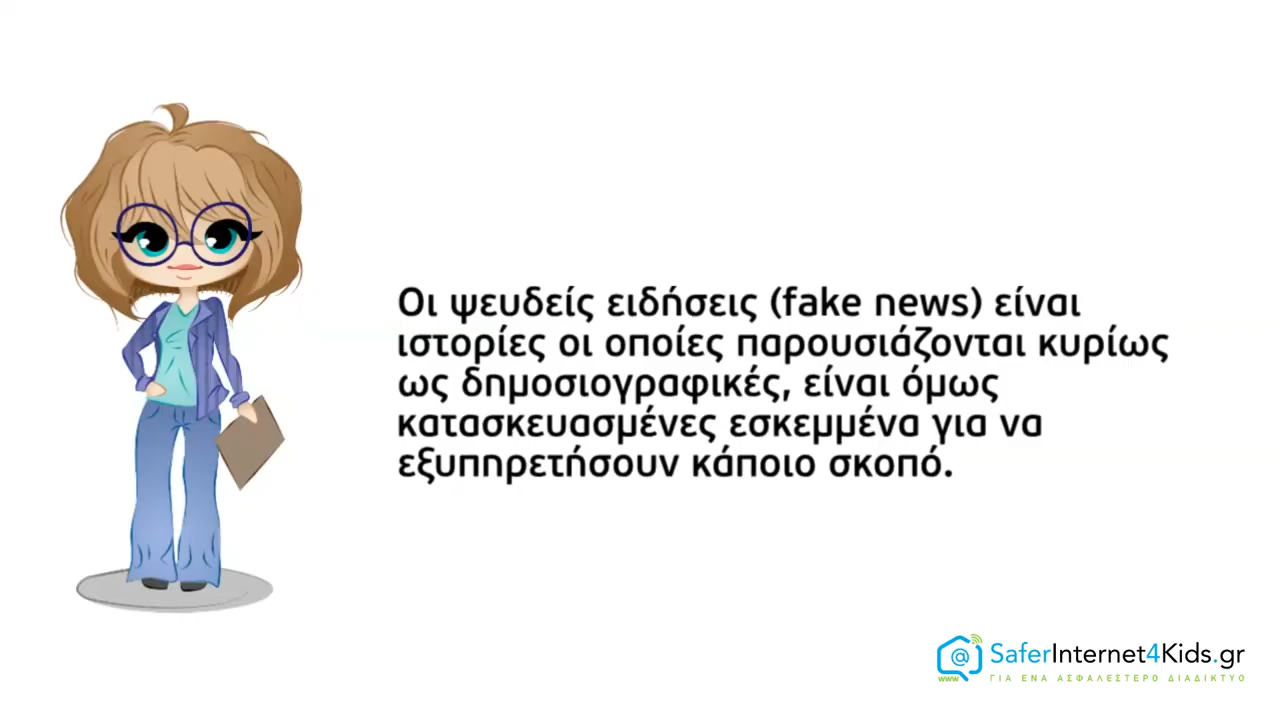 Οι ψευδείς ειδήσεις (fake news) είναι
ιστορίες οι οποίες παρουσιάζονται κυρίως
ως δημοσιογραφικές, είναι όμως
κατασκευασμένες εσκεμμένα για να
εξυπηρετήσουν κάποιο σκοπό.
@ SaferInternet4Kids.gr
www ΓΙΑ ΕΝΑ ΑΣΦΑΛΕΣΤΕΡΟ ΔΙΑΔΙΚΤΥΟ